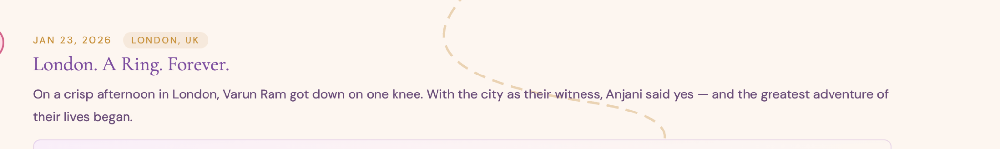 JAN 23, 2026 LONDON, UK
London. A Ring. Forever.
On a crisp afternoon in London, Varun Ram got down on one knee. With the city as their witness, Anjani said yes — and the greatest adventure of
their lives began.